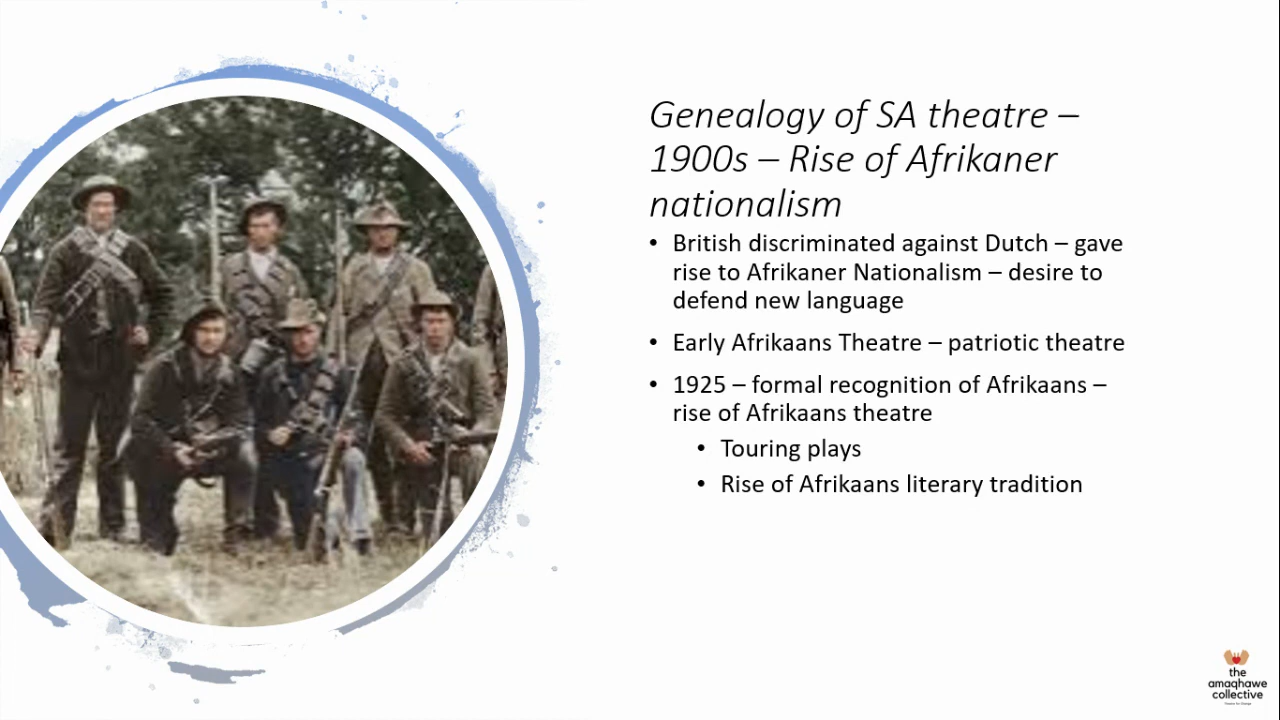 Genealogy of SA theatre –
1900s – Rise of Afrikaner
nationalism
• British discriminated against Dutch – gave
rise to Afrikaner Nationalism – desire to
defend new language
• Early Afrikaans Theatre – patriotic theatre
• 1925 – formal recognition of Afrikaans –
rise of Afrikaans theatre
• Touring plays
• Rise of Afrikaans literary tradition
the
amaqhawe
collective